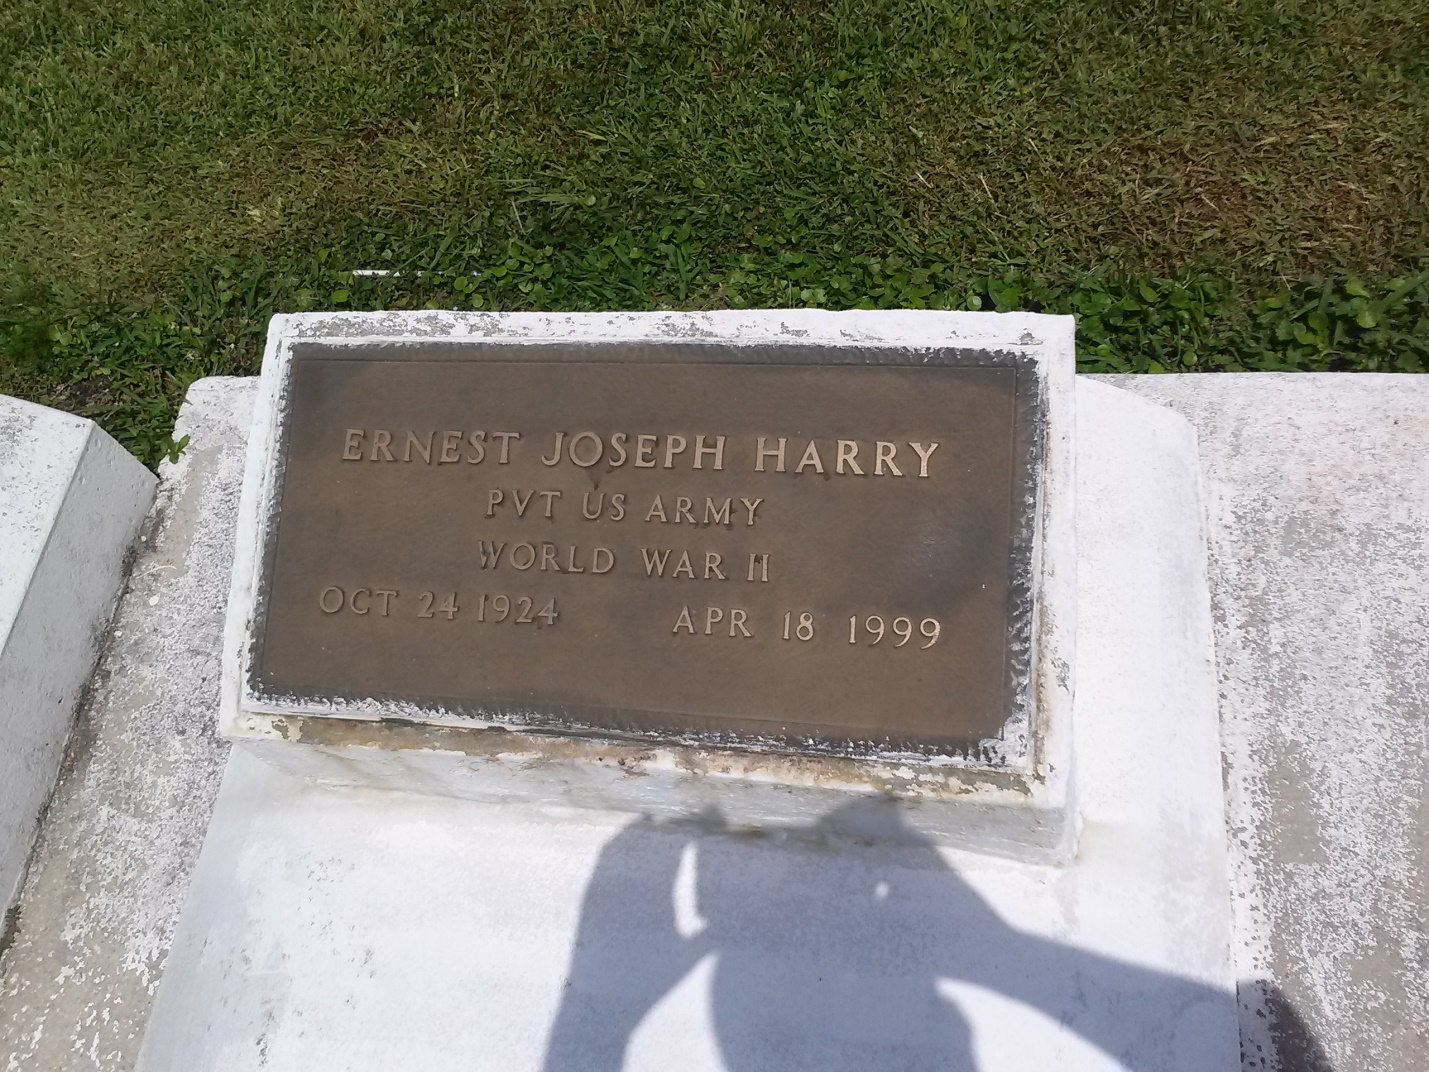 ERNEST JOSEPH HARRY
PVT US ARMY
WORLD WAR II
OCT 24 1924 APR 18 1999